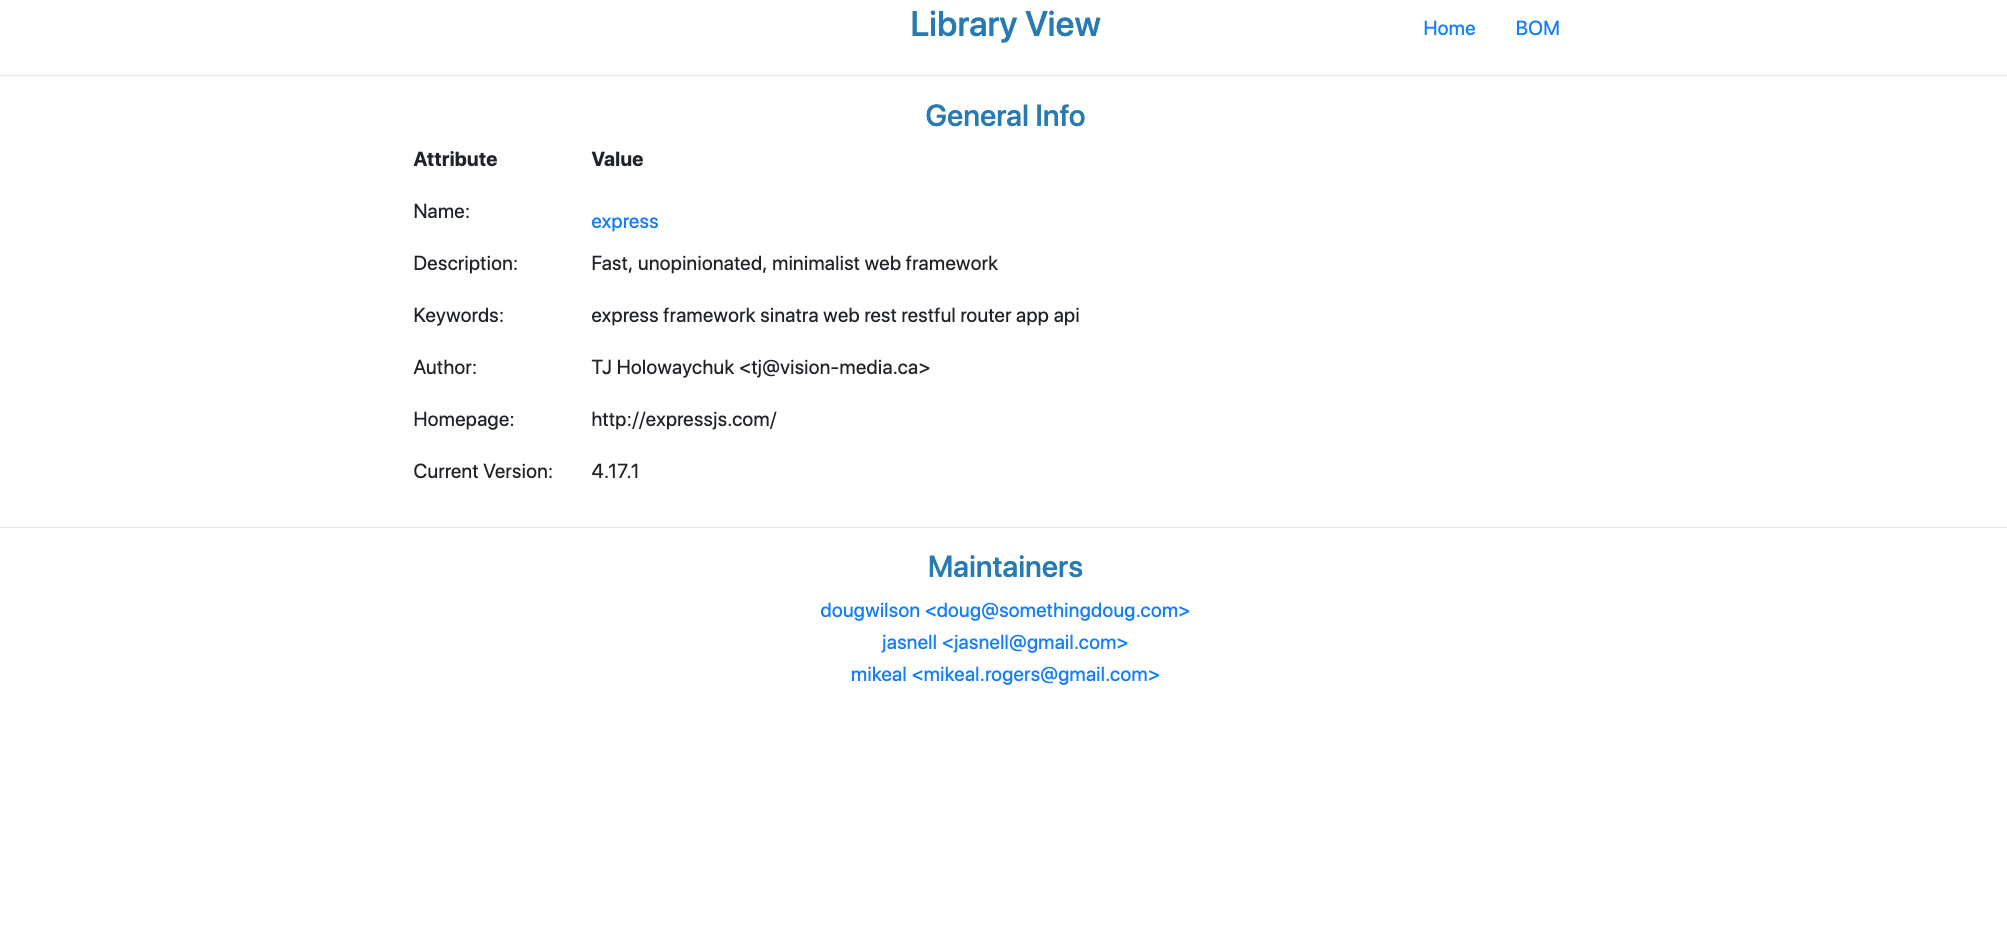 Library View
Home BOM
General Info
Attribute Value
Name: express
Description: Fast, unopinionated, minimalist web framework
Keywords: express framework sinatra web rest restful router app api
Author: TJ Holowaychuk <tj@vision-media.ca>
Homepage: http://expressjs.com/
Current Version: 4.17.1
Maintainers
dougwilson <doug@somethingdoug.com>
jasnell <jasnell@gmail.com>
mikeal <mikeal.rogers@gmail.com>